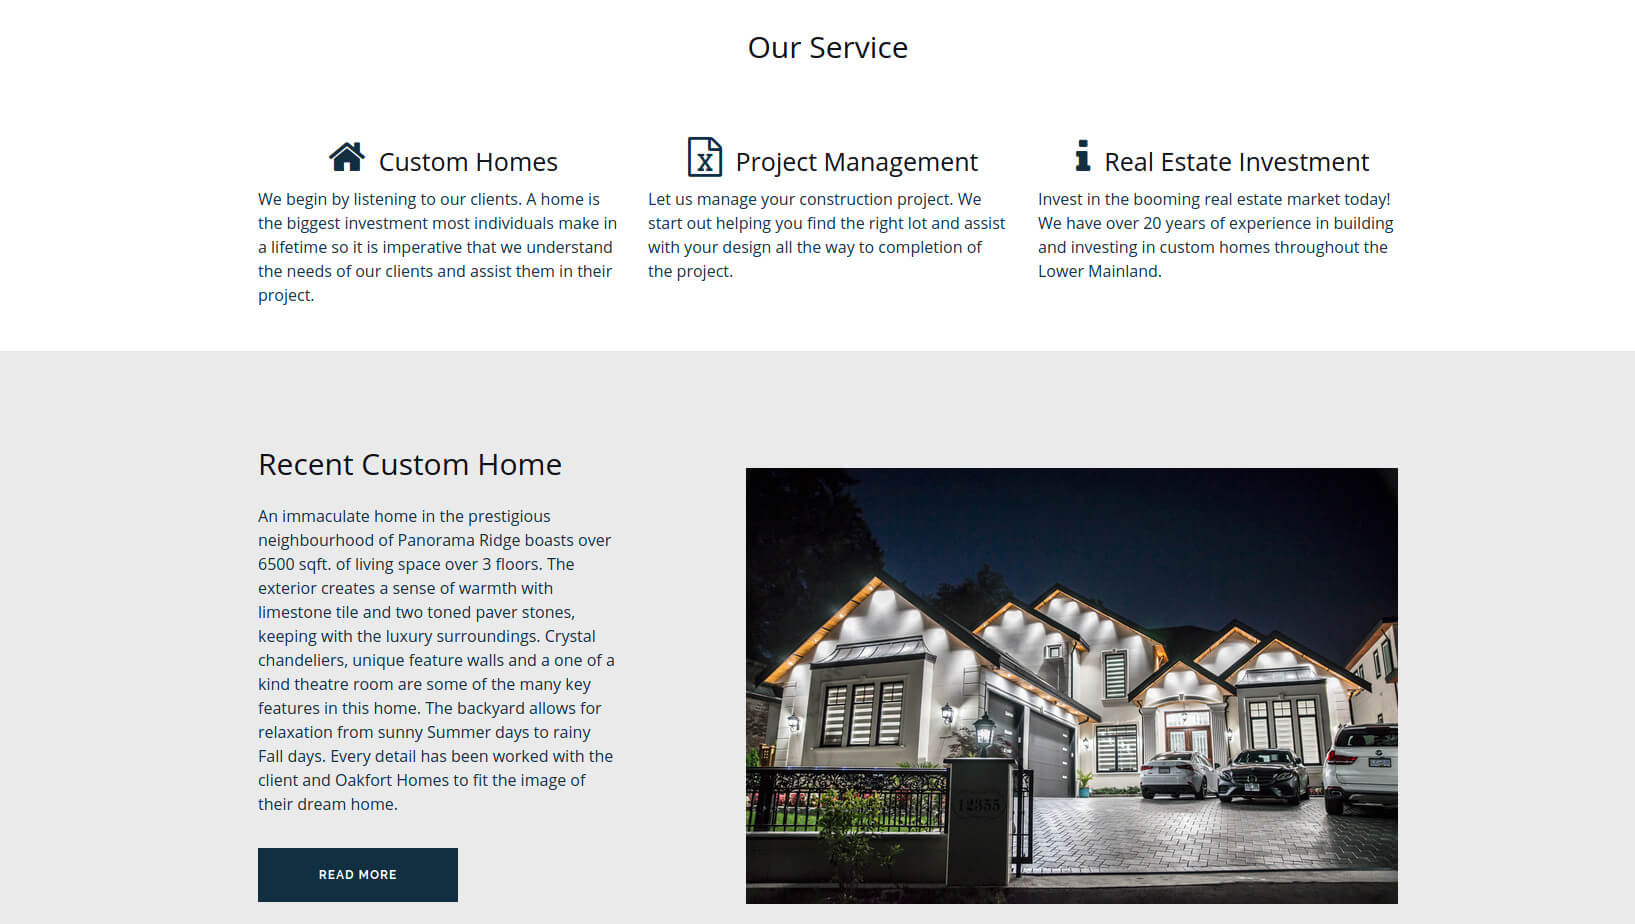 Our Service
Custom Homes
We begin by listening to our clients. A home is
the biggest investment most individuals make in
a lifetime so it is imperative that we understand
the needs of our clients and assist them in their
project.
Project Management
Let us manage your construction project. We
start out helping you find the right lot and assist
with your design all the way to completion of
the project.
Real Estate Investment
Invest in the booming real estate market today!
We have over 20 years of experience in building
and investing in custom homes throughout the
Lower Mainland.
Recent Custom Home
An immaculate home in the prestigious
neighbourhood of Panorama Ridge boasts over
6500 sqft. of living space over 3 floors. The
exterior creates a sense of warmth with
limestone tile and two toned paver stones,
keeping with the luxury surroundings. Crystal
chandeliers, unique feature walls and a one of a
kind theatre room are some of the many key
features in this home. The backyard allows for
relaxation from sunny Summer days to rainy
Fall days. Every detail has been worked with the
client and Oakfort Homes to fit the image of
their dream home.
READ MORE
12355